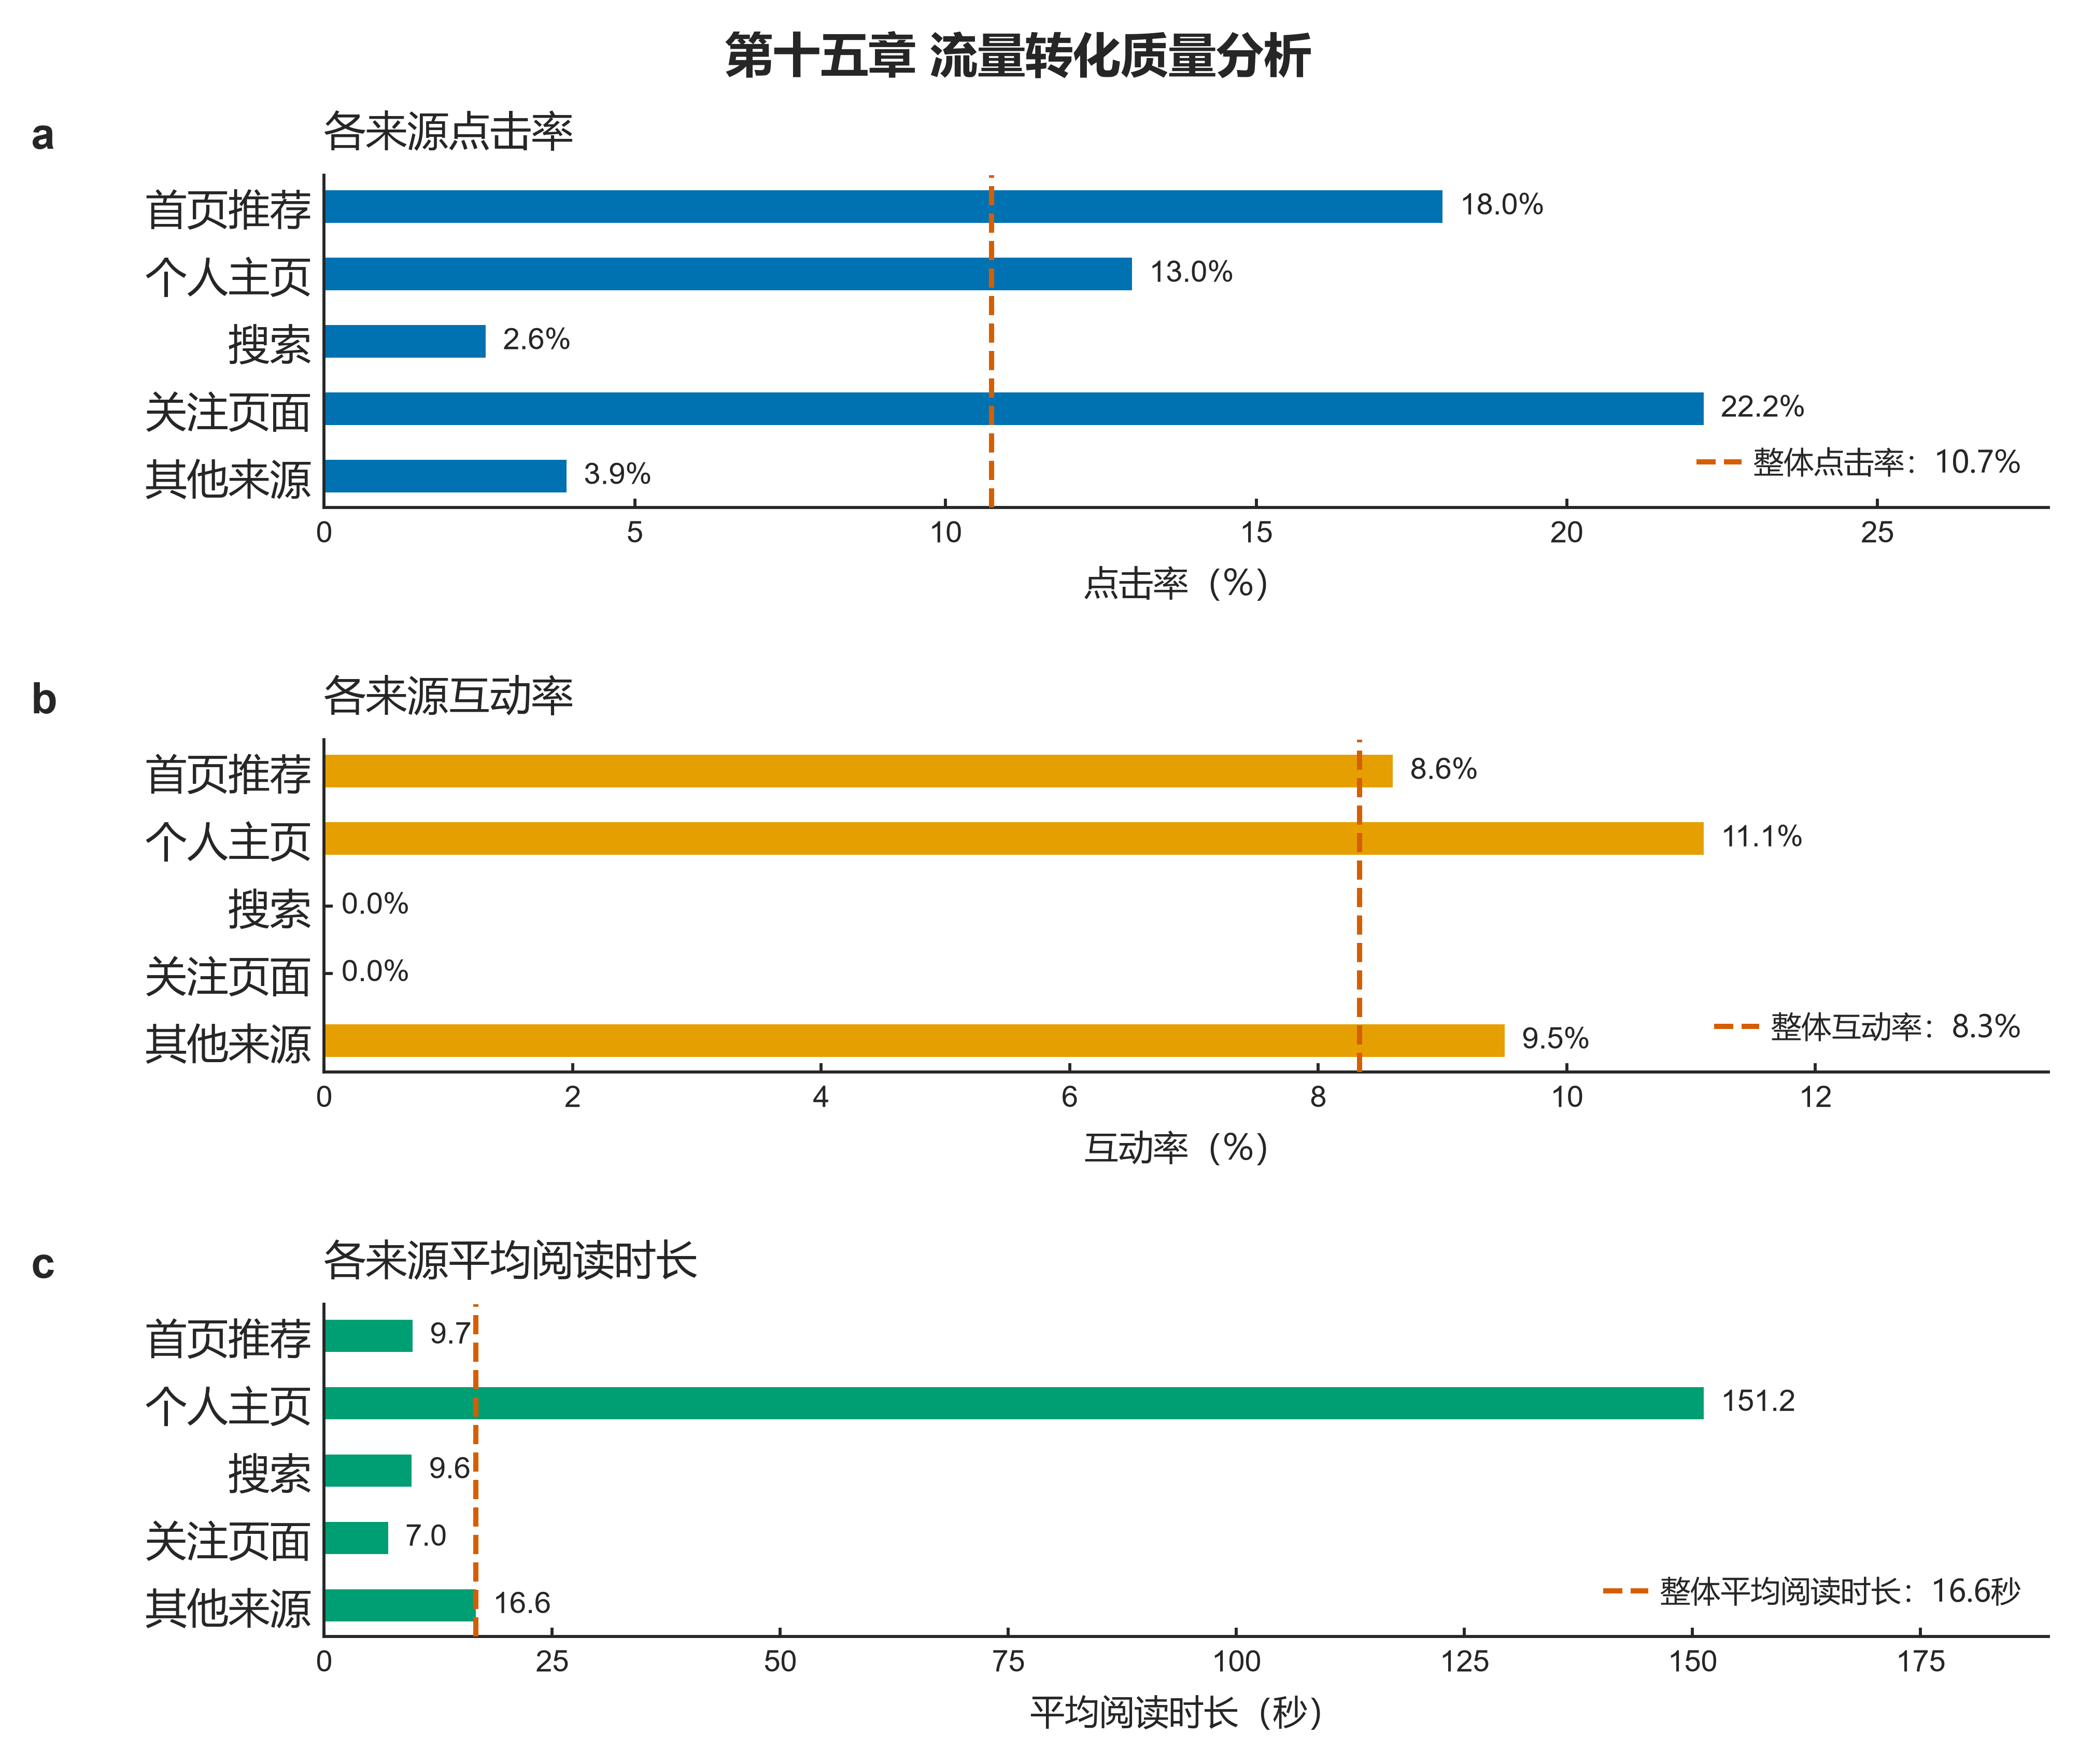 第十五章 流量转化质量分析
a
各来源点击率
首页推荐 18.0%
个人主页 13.0%
搜索 2.6%
关注页面 22.2%
整体点击率：10.7%
其他来源 3.9%
0 5 10 15 20 25
点击率（%）
b
各来源互动率
首页推荐 8.6%
个人主页 11.1%
搜索 0.0%
关注页面 0.0%
整体互动率：8.3%
其他来源 9.5%
0 2 4 6 8 10 12
互动率（%）
c
各来源平均阅读时长
首页推荐 9.7
个人主页 151.2
搜索 9.6
关注页面 7.0
整体平均阅读时长：16.6秒
其他来源 16.6
0 25 50 75 100 125 150 175
平均阅读时长（秒）